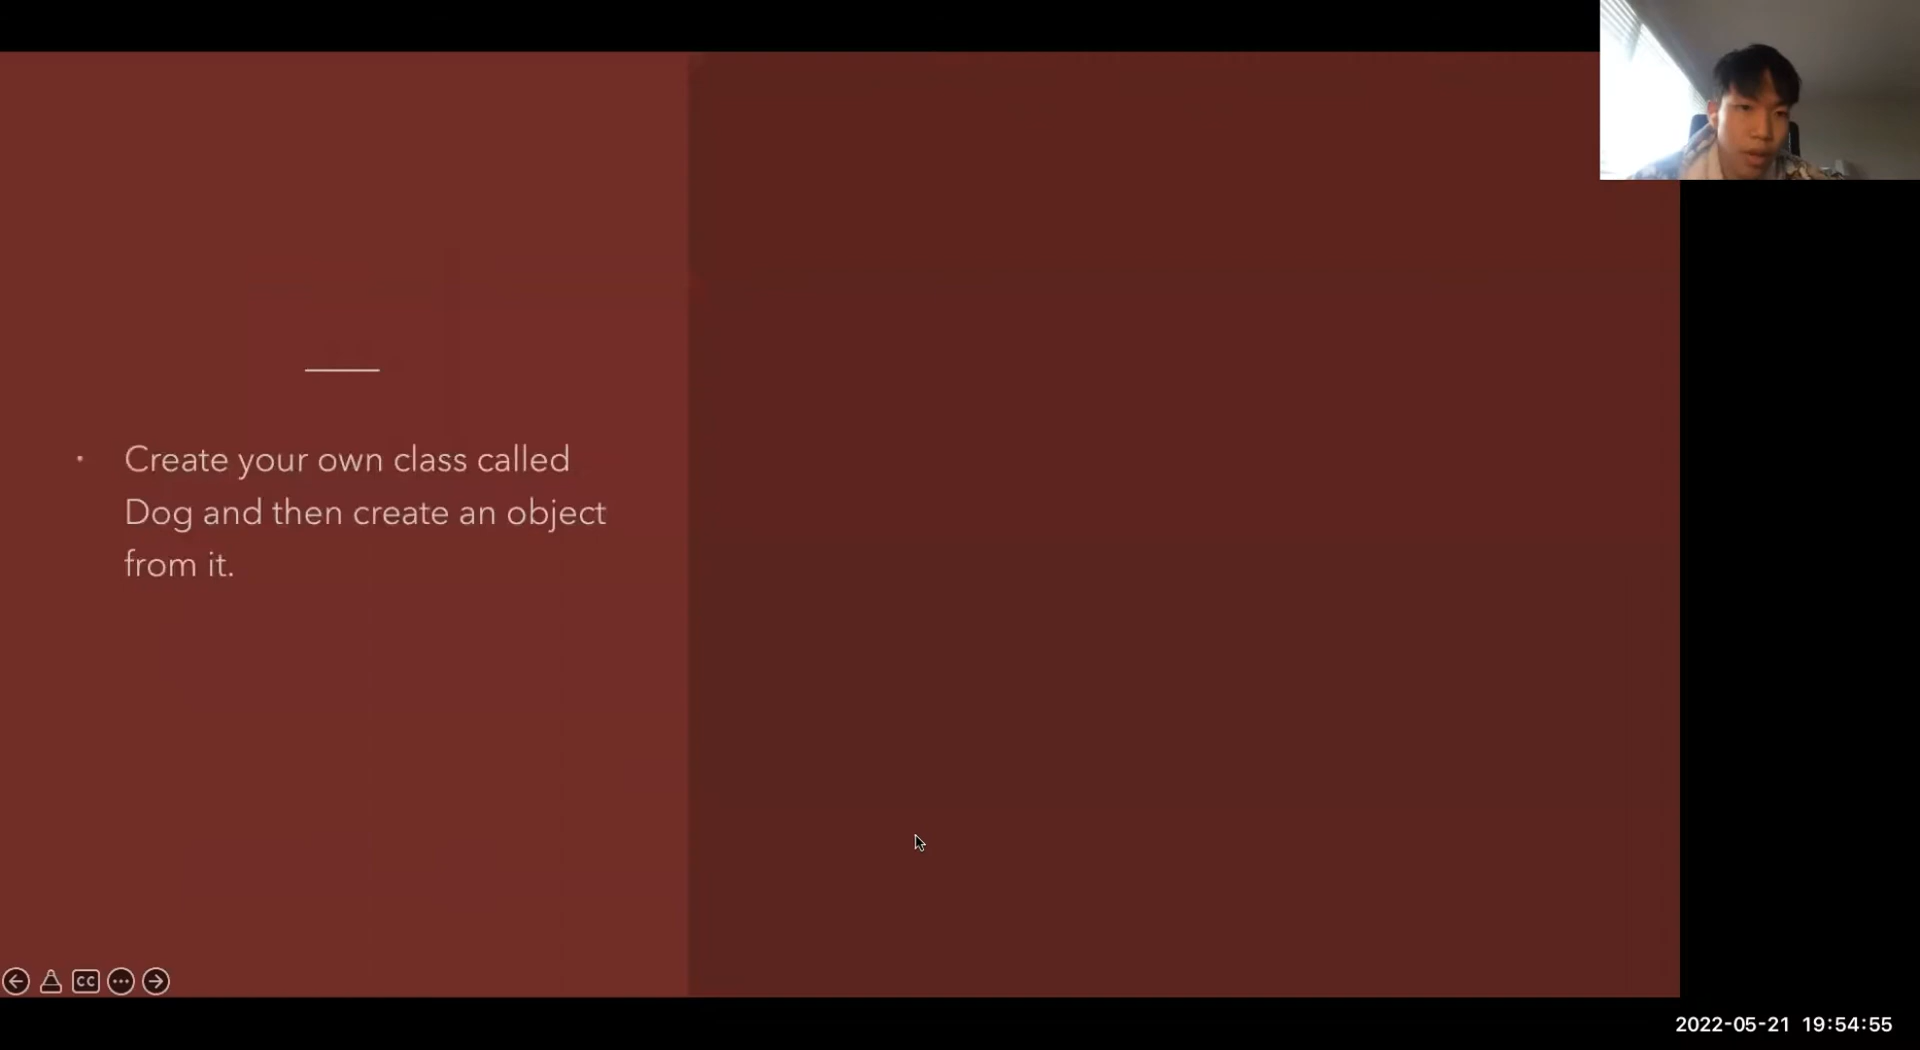 Create your own class called
Dog and then create an object
from it.
CC
2022-05-21 19:54:55